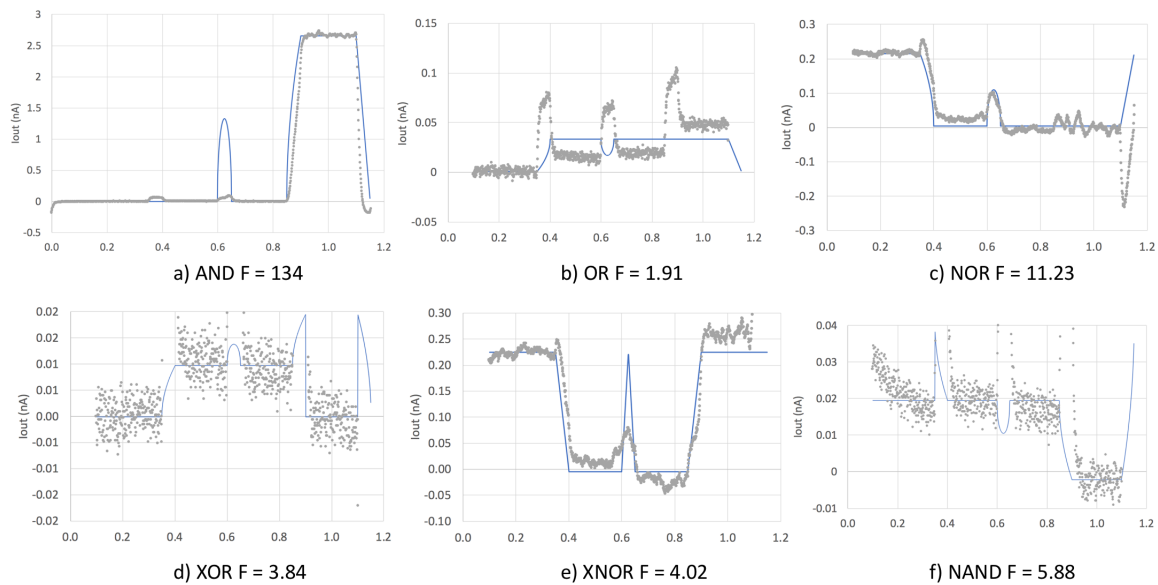 3
2.5
2
1.5
1
0.5
0
-0.5
Iout (nA)
0.0 0.2 0.4 0.6 0.8 1.0 1.2
a) AND F = 134
0.15
0.1
0.05
0
-0.05
Iout (nA)
0.0 0.2 0.4 0.6 0.8 1.0 1.2
b) OR F = 1.91
0.3
0.2
0.1
0
-0.1
-0.2
-0.3
Iout (nA)
0.0 0.2 0.4 0.6 0.8 1.0 1.2
c) NOR F = 11.23
0.02
0.02
0.01
0.01
0.00
-0.01
-0.01
-0.02
-0.02
Iout (nA)
0.0 0.2 0.4 0.6 0.8 1.0 1.2
d) XOR F = 3.84
0.30
0.25
0.20
0.15
0.10
0.05
0.00
-0.05
-0.10
Iout (nA)
0.0 0.2 0.4 0.6 0.8 1.0 1.2
e) XNOR F = 4.02
0.04
0.03
0.02
0.01
0
-0.01
Iout (nA)
0.0 0.2 0.4 0.6 0.8 1.0 1.2
f) NAND F = 5.88